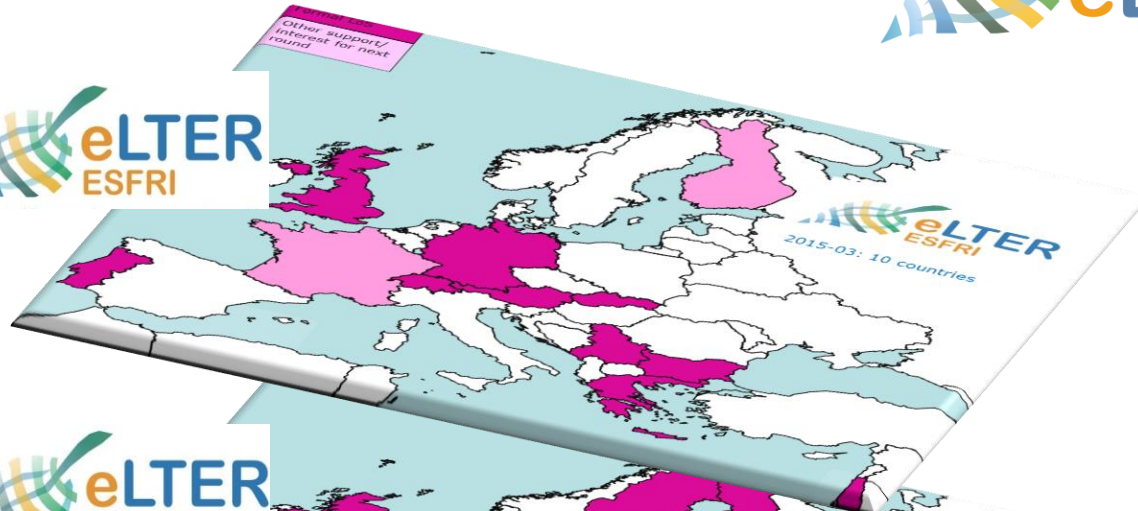 Formal LoS
Other support/
interest for next
round
eLTER
ESFRI
eLTER
ESFRI
2015-03: 10 countries
eLTER